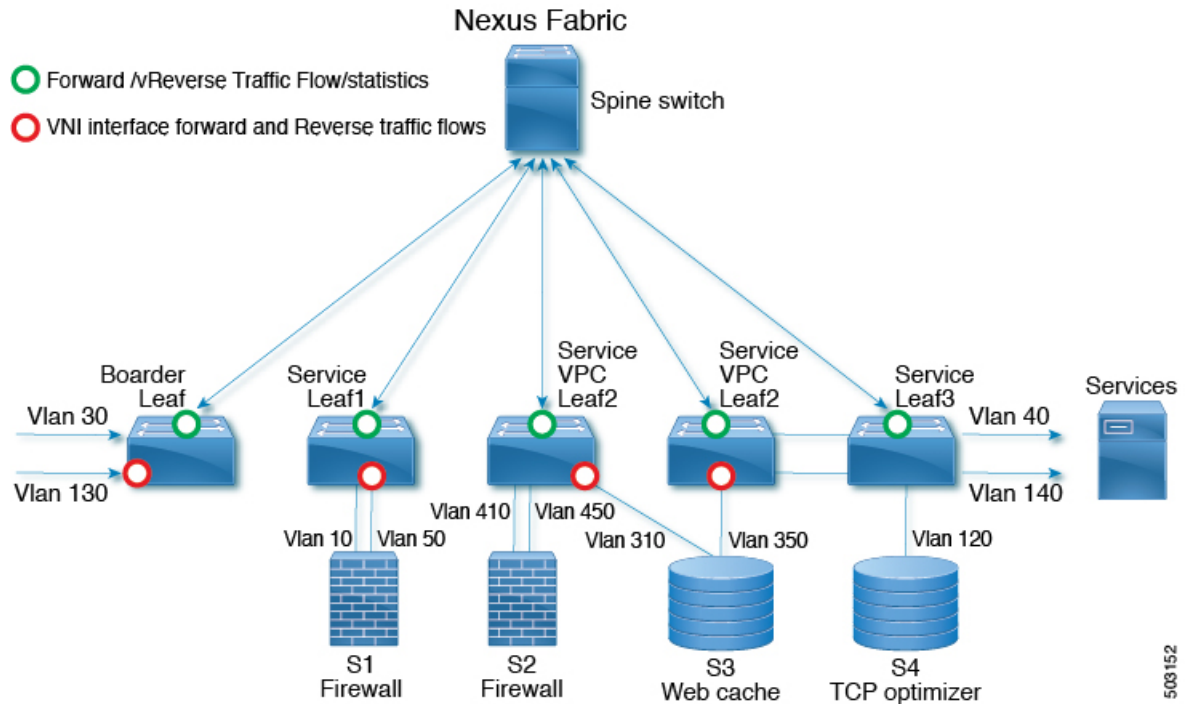 Nexus Fabric
Forward /vReverse Traffic Flow/statistics
VNI interface forward and Reverse traffic flows
Spine switch
Boarder
Leaf
Service
Leaf1
Service
VPC
Leaf2
Service
VPC
Leaf2
Service
Leaf3
Services
Vlan 30
Vlan 130
Vlan 40
Vlan 140
Vlan 10
Vlan 50
Vlan 410
Vlan 450
Vlan 310
Vlan 350
Vlan 120
S1
Firewall
S2
Firewall
S3
Web cache
S4
TCP optimizer
503152